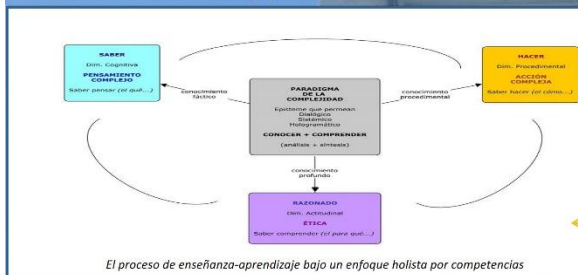 SABER
Dim. Cognitiva
PENSAMIENTO
COMPLEJO
Saber pensar (el qué...)
HACER
Dim. Procedimental
ACCIÓN
COMPLEJA
Saber hacer (el cómo...)
conocimiento
fáctico
PARADIGMA
DE LA
COMPLEJIDAD
Episteme que permean
Dialógico
Sistémico
Hologramático
CONOCER + COMPRENDER
(análisis + síntesis)
conocimiento
procedimental
conocimiento
profundo
RAZONADO
Dim. Actitudinal
ÉTICA
Saber comprender (el para qué...)
El proceso de enseñanza-aprendizaje bajo un enfoque holista por competencias